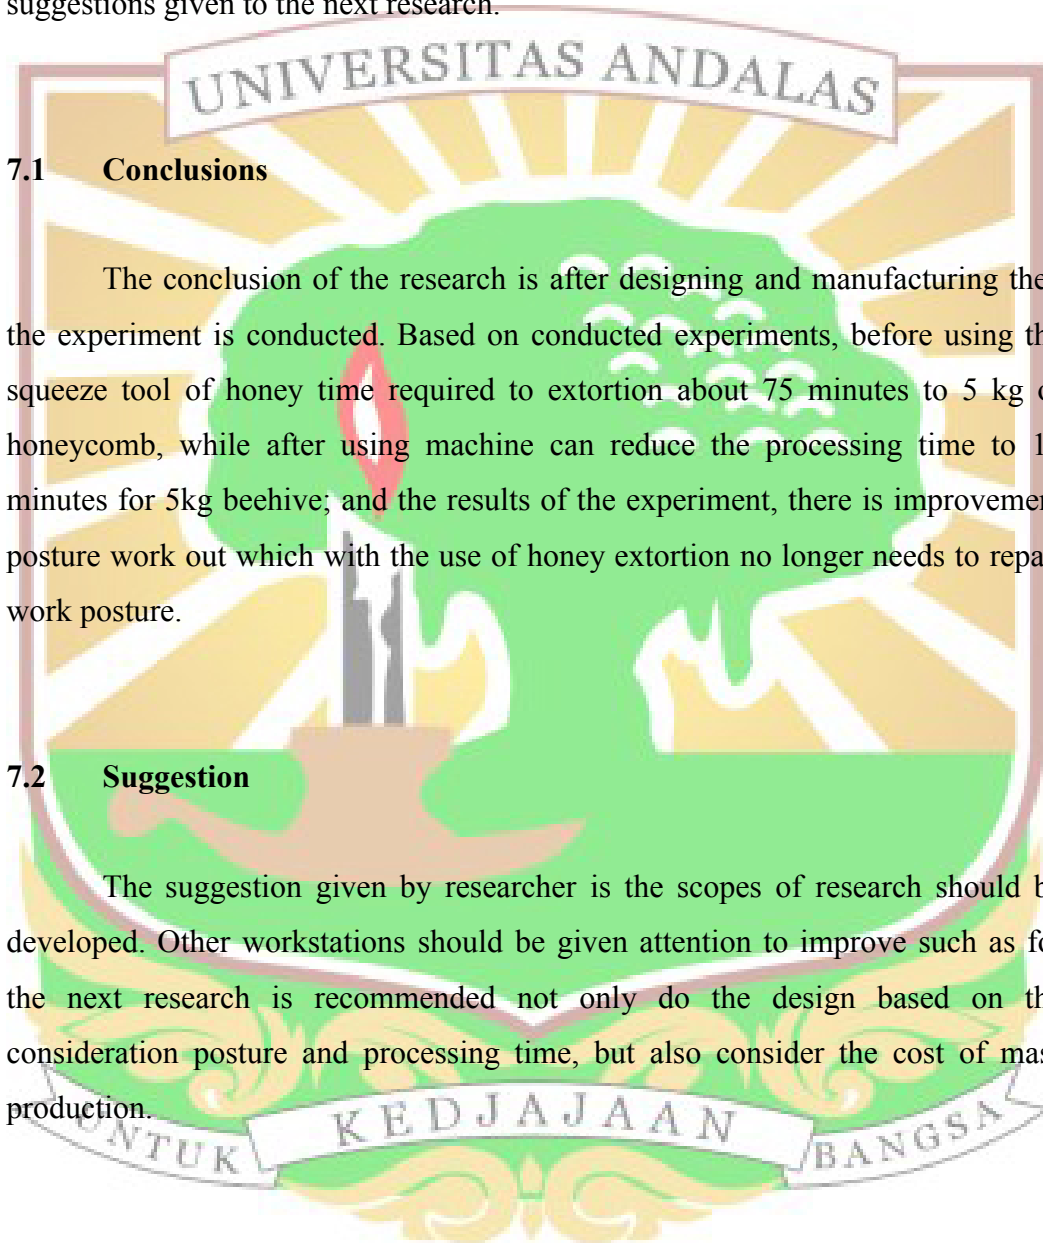 suggestions given to the next research.
UNIVERSITAS ANDALAS
7.1 Conclusions
The conclusion of the research is after designing and manufacturing the
the experiment is conducted. Based on conducted experiments, before using
squeeze tool of honey time required to extortion about 75 minutes to 5 kg
honeycomb, while after using machine can reduce the processing time to
minutes for 5kg beehive; and the results of the experiment, there is
posture work out which with the use of honey extortion no longer needs to
work posture.
7.2 Suggestion
The suggestion given by researcher is the scopes of research should
developed. Other workstations should be given attention to improve such as
the next research is recommended not only do the design based on
consideration posture and processing time, but also consider the cost of
production.
UNTUK KEDJAJAAN BANGSA